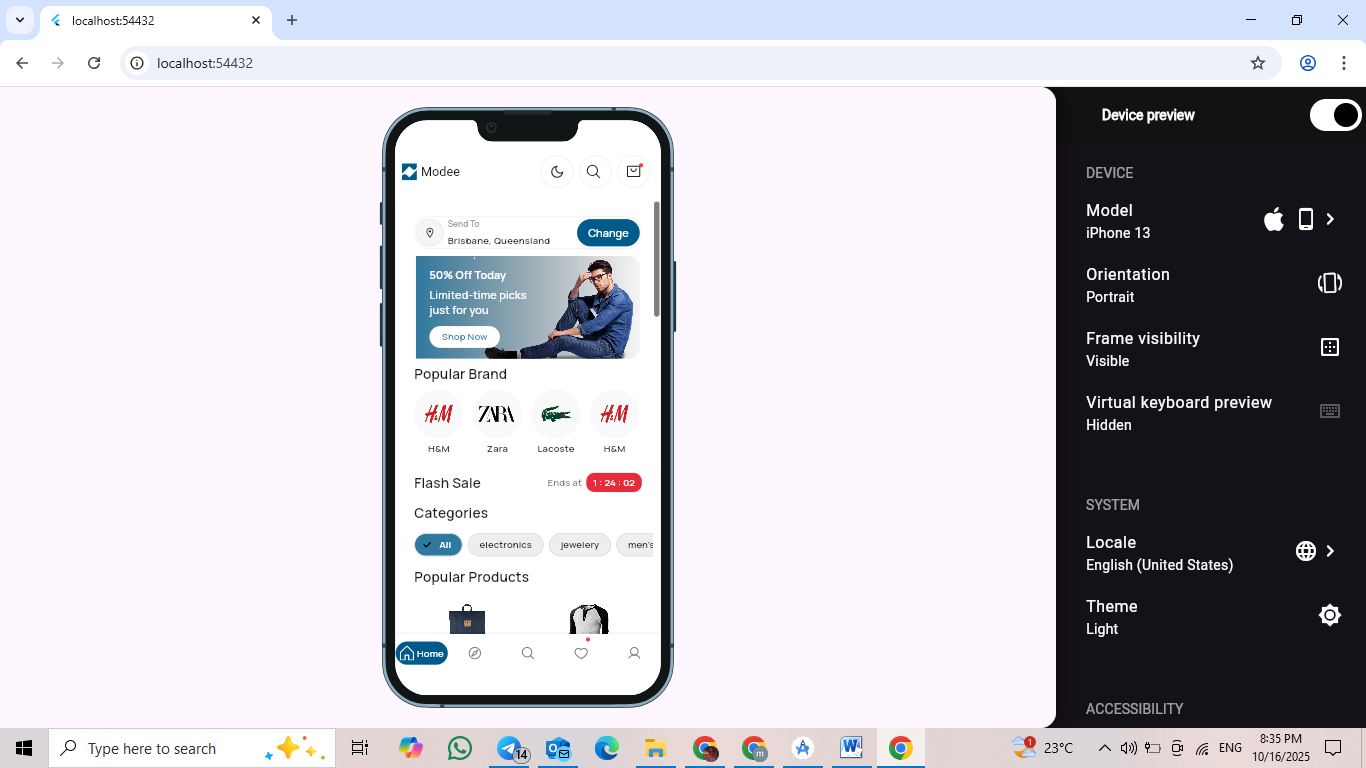 localhost:54432
localhost:54432
Device preview
DEVICE
Model
iPhone 13
Orientation
Portrait
Frame visibility
Visible
Virtual keyboard preview
Hidden
SYSTEM
Locale
English (United States)
Theme
Light
ACCESSIBILITY
Modee
Send To
Brisbane, Queensland
Change
50% Off Today
Limited-time picks
just for you
Shop Now
Popular Brand
H&M
ZARA
H&M
H&M
Zara
Lacoste
H&M
Flash Sale
Ends at
1 : 24 : 02
Categories
All
electronics
jewelery
men's
Popular Products
Home
Type here to search
14
m
1
23°C
ENG
8:35 PM
10/16/2025